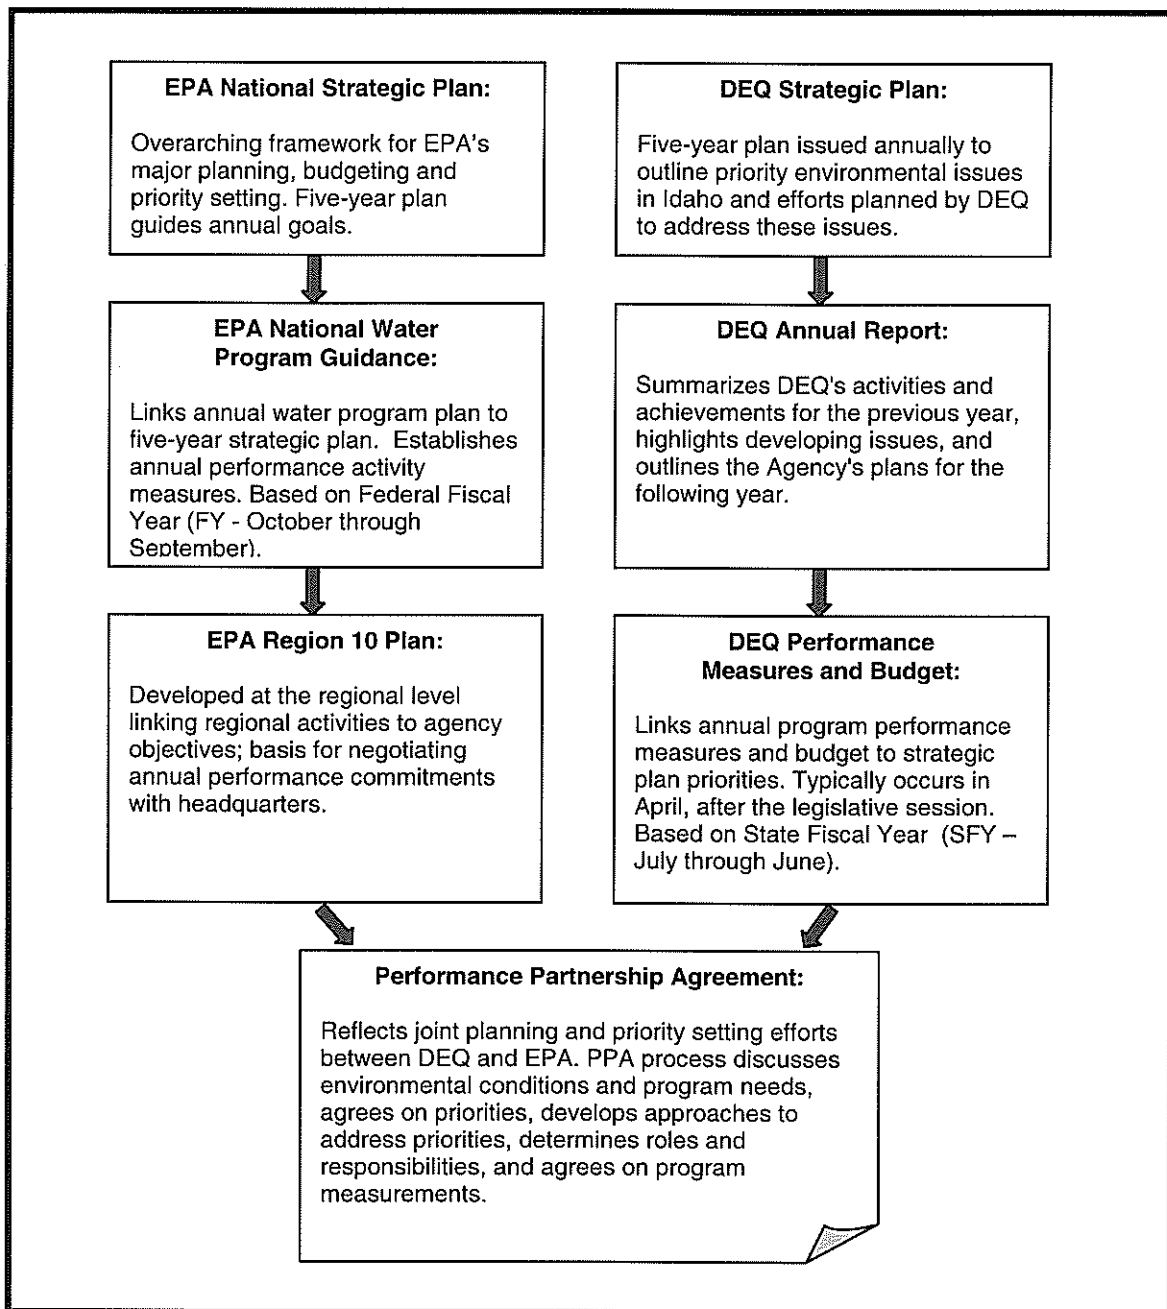 EPA National Strategic Plan:
Overarching framework for EPA's
major planning, budgeting and
priority setting. Five-year plan
guides annual goals.
DEQ Strategic Plan:
Five-year plan issued annually to
outline priority environmental issues
in Idaho and efforts planned by DEQ
to address these issues.
EPA National Water
Program Guidance:
Links annual water program plan to
five-year strategic plan.  Establishes
annual performance activity
measures. Based on Federal Fiscal
Year (FY - October through
September).
DEQ Annual Report:
Summarizes DEQ's activities and
achievements for the previous year,
highlights developing issues, and
outlines the Agency's plans for the
following year.
EPA Region 10 Plan:
Developed at the regional level
linking regional activities to agency
objectives; basis for negotiating
annual performance commitments
with headquarters.
DEQ Performance
Measures and Budget:
Links annual program performance
measures and budget to strategic
plan priorities. Typically occurs in
April, after the legislative session.
Based on State Fiscal Year  (SFY –
July through June).
Performance Partnership Agreement:
Reflects joint planning and priority setting efforts
between DEQ and EPA. PPA process discusses
environmental conditions and program needs,
agrees on priorities, develops approaches to
address priorities, determines roles and
responsibilities, and agrees on program
measurements.